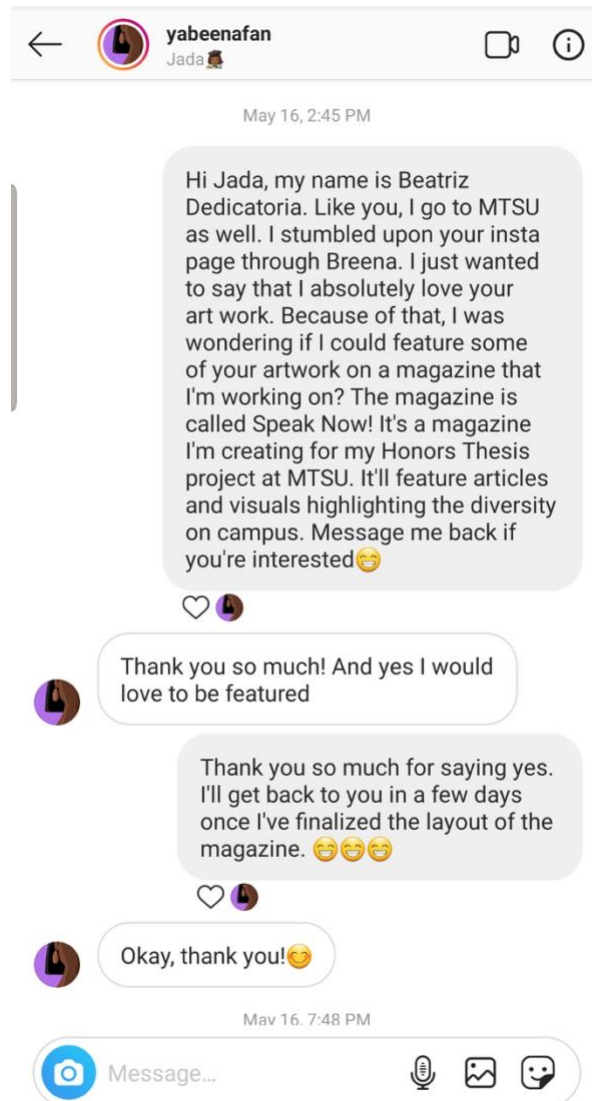 yabeenafan
Jada👩🏾‍🎓
May 16, 2:45 PM
Hi Jada, my name is Beatriz
Dedicatoria. Like you, I go to MTSU
as well. I stumbled upon your insta
page through Breena. I just wanted
to say that I absolutely love your
art work. Because of that, I was
wondering if I could feature some
of your artwork on a magazine that
I'm working on? The magazine is
called Speak Now! It's a magazine
I'm creating for my Honors Thesis
project at MTSU. It'll feature articles
and visuals highlighting the diversity
on campus. Message me back if
you're interested😁
Thank you so much! And yes I would
love to be featured
Thank you so much for saying yes.
I'll get back to you in a few days
once I've finalized the layout of the
magazine. 😁😁😁
Okay, thank you!😊
May 16, 7:48 PM
Message...